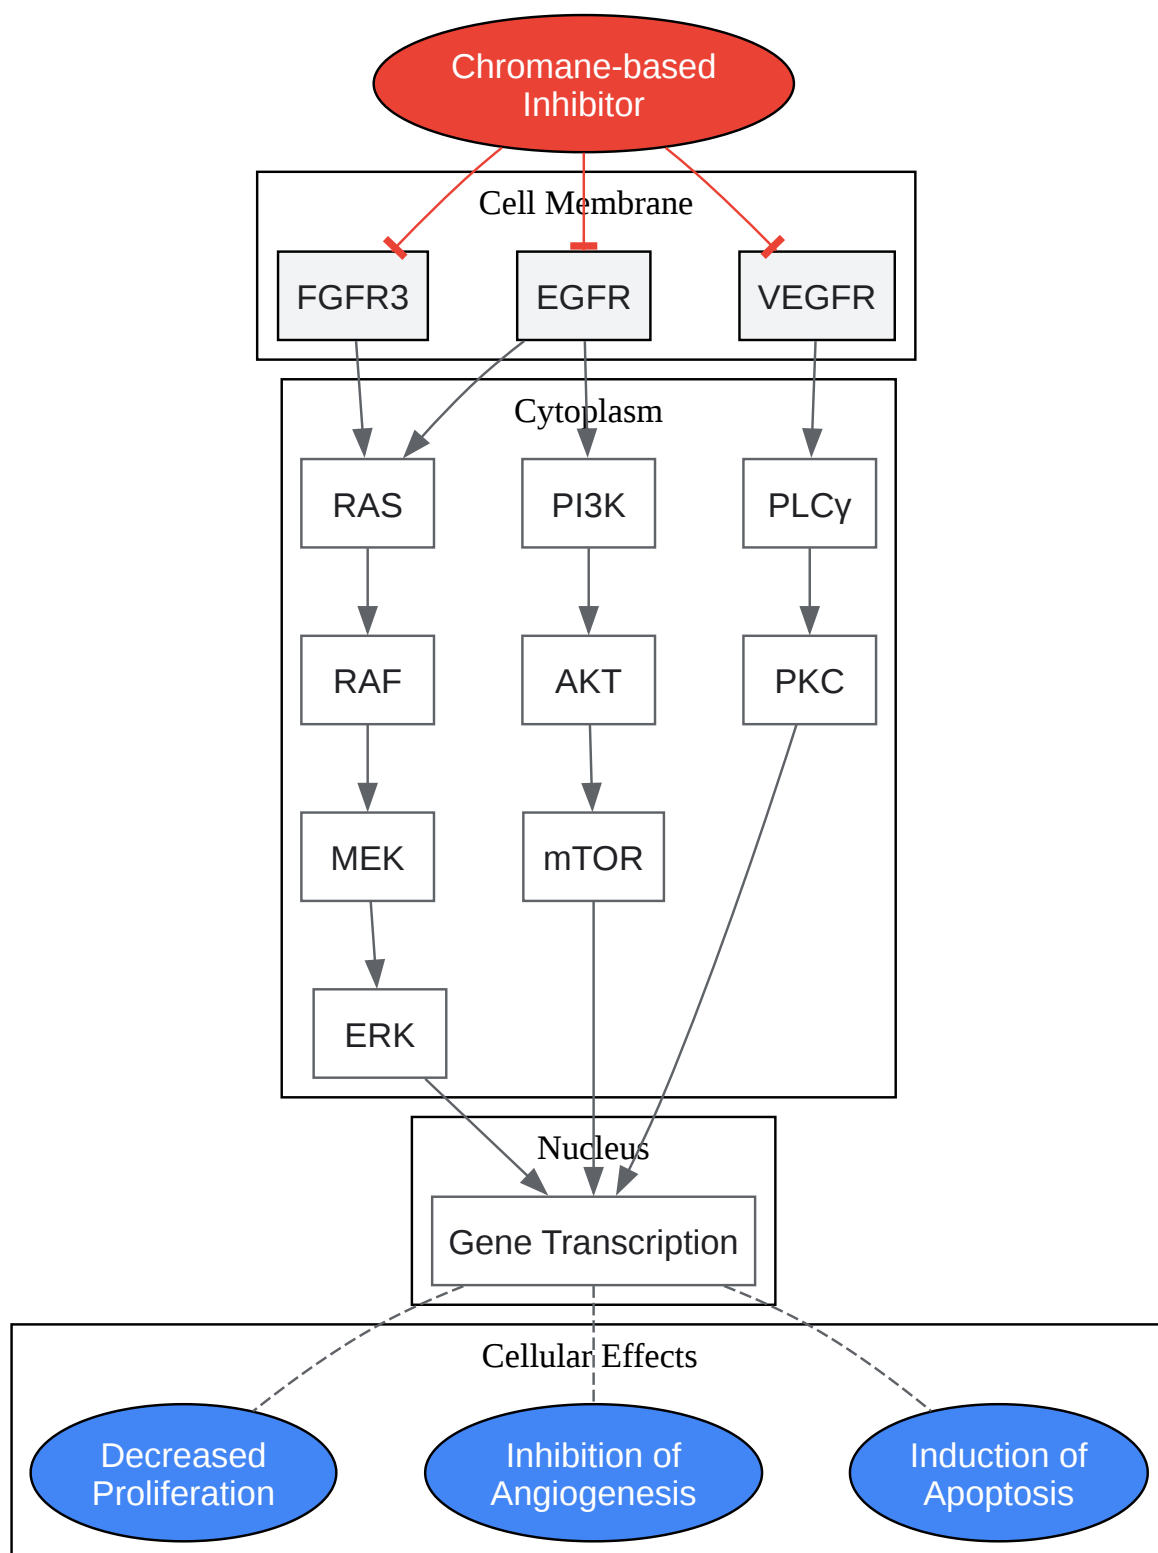 Chromane-based
Inhibitor
Cell Membrane
FGFR3
EGFR
VEGFR
Cytoplasm
RAS
PI3K
PLCγ
RAF
AKT
PKC
MEK
mTOR
ERK
Nucleus
Gene Transcription
Cellular Effects
Decreased
Proliferation
Inhibition of
Angiogenesis
Induction of
Apoptosis